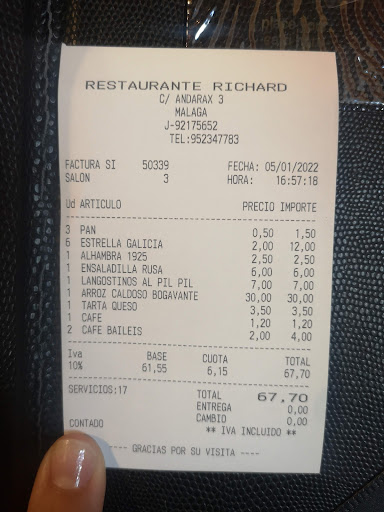 RESTAURANTE RICHARD
C/ ANDARAX 3
MALAGA
J-92175652
TEL:952347783
FACTURA SI 50339 FECHA: 05/01/2022
SALON 3 HORA: 16:57:18
Ud ARTICULO PRECIO IMPORTE
3 PAN 0,50 1,50
6 ESTRELLA GALICIA 2,00 12,00
1 ALHAMBRA 1925 2,50 2,50
1 ENSALADILLA RUSA 6,00 6,00
1 LANGOSTINOS AL PIL PIL 7,00 7,00
1 ARROZ CALDOSO BOGAVANTE 30,00 30,00
1 TARTA QUESO 3,50 3,50
1 CAFE 1,20 1,20
2 CAFE BAILEIS 2,00 4,00
Iva BASE CUOTA TOTAL
10% 61,55 6,15 67,70
SERVICIOS:17 TOTAL 67,70
ENTREGA 0,00
CAMBIO 0,00
CONTADO ** IVA INCLUIDO **
---- GRACIAS POR SU VISITA ----